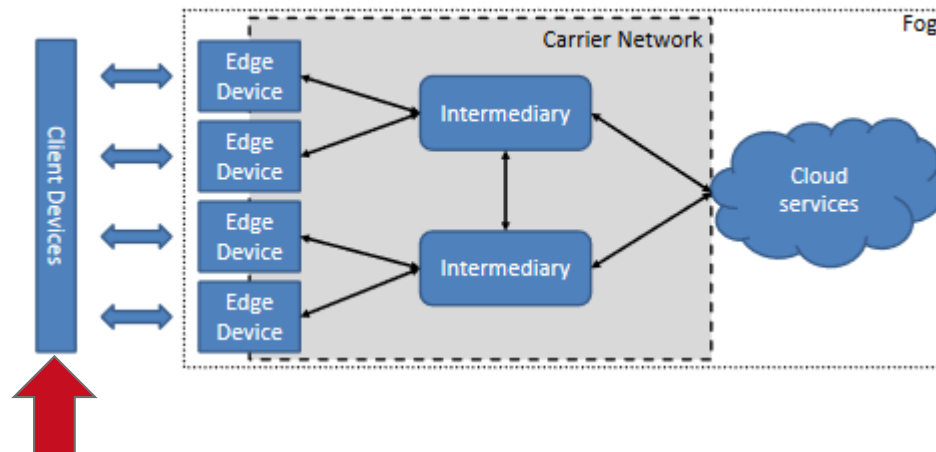 Fog
Carrier Network
Client Devices
Edge
Device
Edge
Device
Edge
Device
Edge
Device
Intermediary
Intermediary
Cloud
services